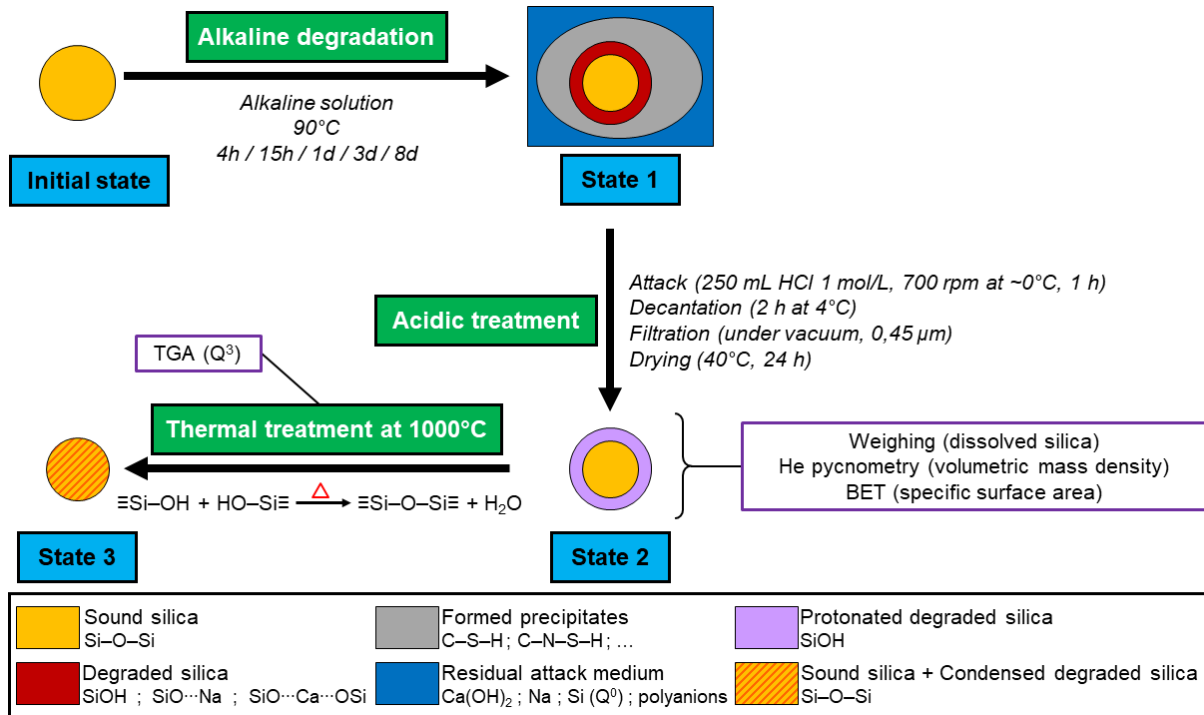 Alkaline degradation
Alkaline solution
90°C
4h / 15h / 1d / 3d / 8d
Initial state
State 1
Attack (250 mL HCl 1 mol/L, 700 rpm at ~0°C, 1 h)
Decantation (2 h at 4°C)
Filtration (under vacuum, 0,45 µm)
Drying (40°C, 24 h)
Acidic treatment
TGA (Q³)
Thermal treatment at 1000°C
≡Si–OH + HO–Si≡ △ ≡Si–O–Si≡ + H₂O
State 3
State 2
Weighing (dissolved silica)
He pycnometry (volumetric mass density)
BET (specific surface area)
Sound silica
Si–O–Si
Formed precipitates
C–S–H ; C–N–S–H ; ...
Protonated degraded silica
SiOH
Degraded silica
SiOH ; SiO···Na ; SiO···Ca···OSi
Residual attack medium
Ca(OH)₂ ; Na ; Si (Q⁰) ; polyanions
Sound silica + Condensed degraded silica
Si–O–Si